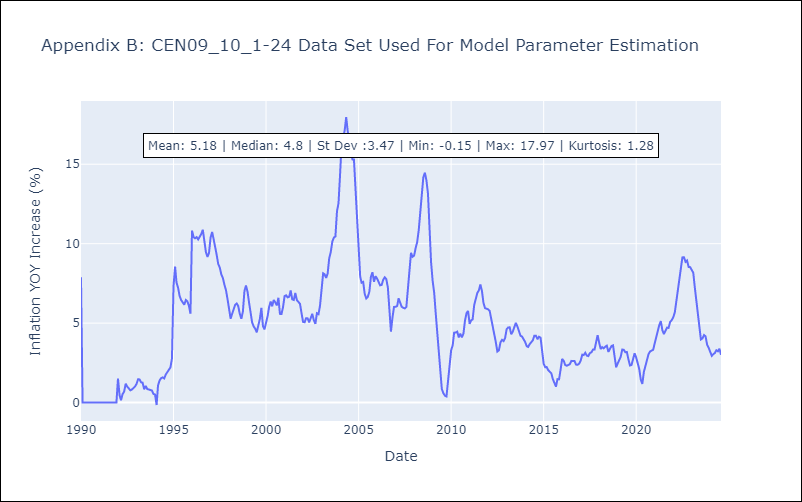 Appendix B: CEN09_10_1-24 Data Set Used For Model Parameter Estimation
Mean: 5.18 | Median: 4.8 | St Dev :3.47 | Min: -0.15 | Max: 17.97 | Kurtosis: 1.28
Inflation YOY Increase (%)
15
10
5
0
1990 1995 2000 2005 2010 2015 2020
Date